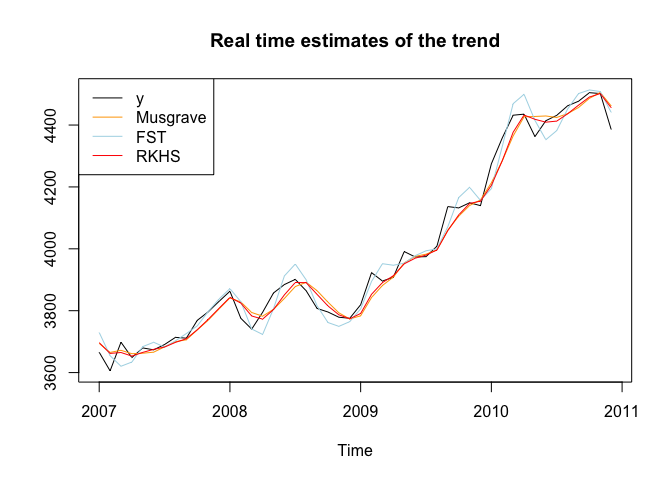 Real time estimates of the trend
y
Musgrave
FST
RKHS
4400
4200
4000
3800
3600
2007 2008 2009 2010 2011
Time